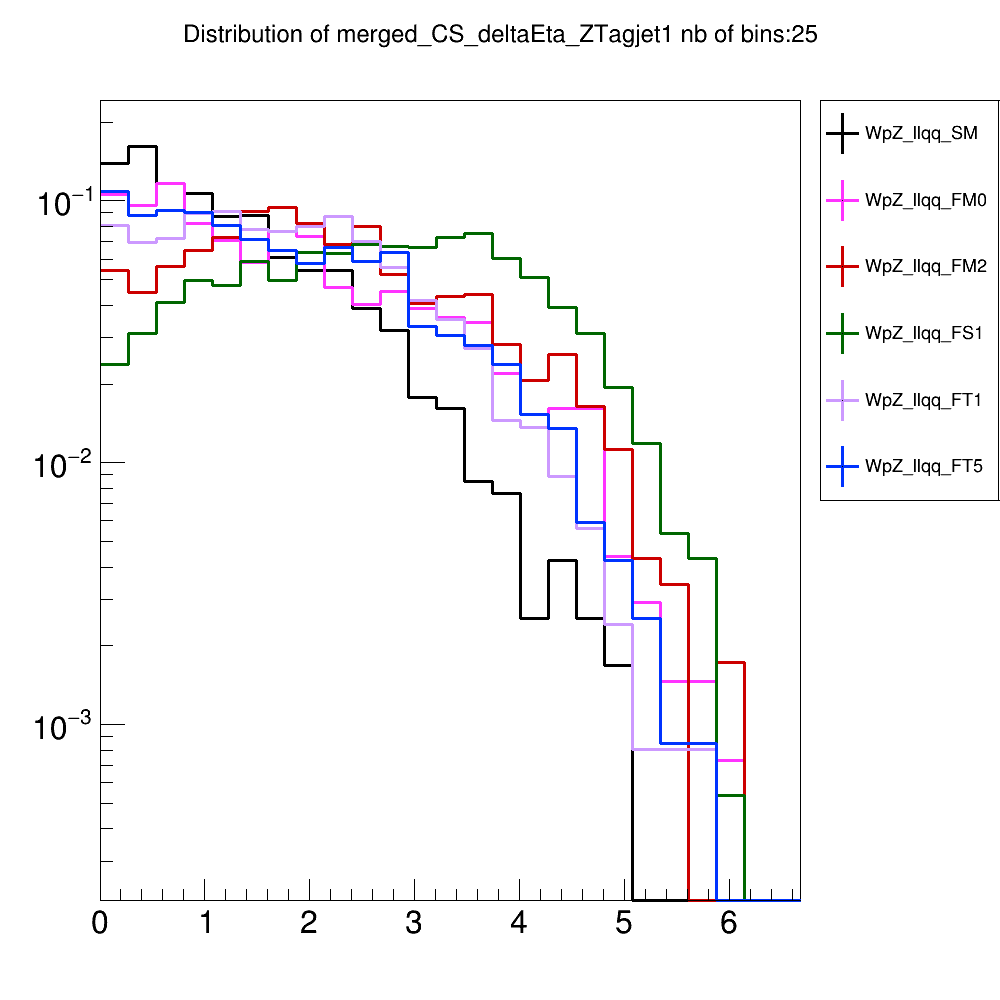 Distribution of merged_CS_deltaEta_ZTagjet1 nb of bins:25
10⁻¹
10⁻²
10⁻³
0 1 2 3 4 5 6
WpZ_llqq_SM
WpZ_llqq_FM0
WpZ_llqq_FM2
WpZ_llqq_FS1
WpZ_llqq_FT1
WpZ_llqq_FT5